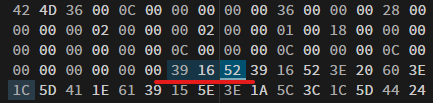 42 4D 36 00 0C 00 00 00 00 00 36 00 00 00 28 00
00 00 00 02 00 00 00 02 00 00 01 00 18 00 00 00
00 00 00 00 0C 00 00 00 00 00 00 0C 00 00 0C 00
00 00 00 00 00 00 39 16 52 39 16 52 3E 20 60 3E
1C 5D 41 1E 61 39 15 5E 3E 1A 5C 3C 1C 5D 44 24